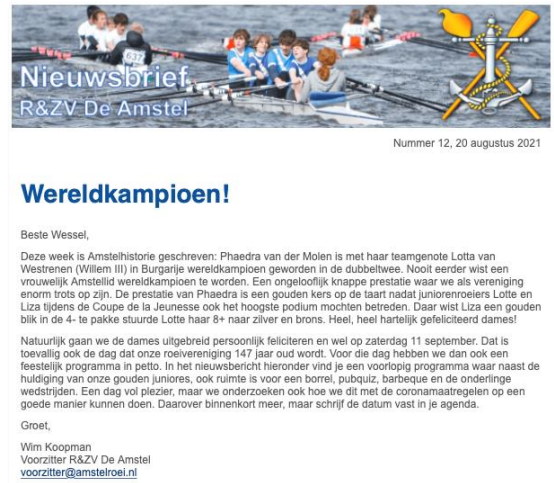 637
Nieuwsbrief
R&ZV De Amstel
Nummer 12, 20 augustus 2021
Wereldkampioen!
Beste Wessel,
Deze week is Amstelhistorie geschreven: Phaedra van der Molen is met haar teamgenote Lotta van
Westrenen (Willem III) in Burgarije wereldkampioen geworden in de dubbeltwee. Nooit eerder wist een
vrouwelijk Amstellid wereldkampioen te worden. Een ongelooflijk knappe prestatie waar we als vereniging
enorm trots op zijn. De prestatie van Phaedra is een gouden kers op de taart nadat juniorenroeiers Lotte en
Liza tijdens de Coupe de la Jeunesse ook het hoogste podium mochten betreden. Daar wist Liza een gouden
blik in de 4- te pakke stuurde Lotte haar 8+ naar zilver en brons. Heel, heel hartelijk gefeliciteerd dames!
Natuurlijk gaan we de dames uitgebreid persoonlijk feliciteren en wel op zaterdag 11 september. Dat is
toevallig ook de dag dat onze roeivereniging 147 jaar oud wordt. Voor die dag hebben we dan ook een
feestelijk programma in petto. In het nieuwsbericht hieronder vind je een voorlopig programma waar naast de
huldiging van onze gouden juniores, ook ruimte is voor een borrel, pubquiz, barbeque en de onderlinge
wedstrijden. Een dag vol plezier, maar we onderzoeken ook hoe we dit met de coronamaatregelen op een
goede manier kunnen doen. Daarover binnenkort meer, maar schrijf de datum vast in je agenda.
Groet,
Wim Koopman
Voorzitter R&ZV De Amstel
voorzitter@amstelroei.nl